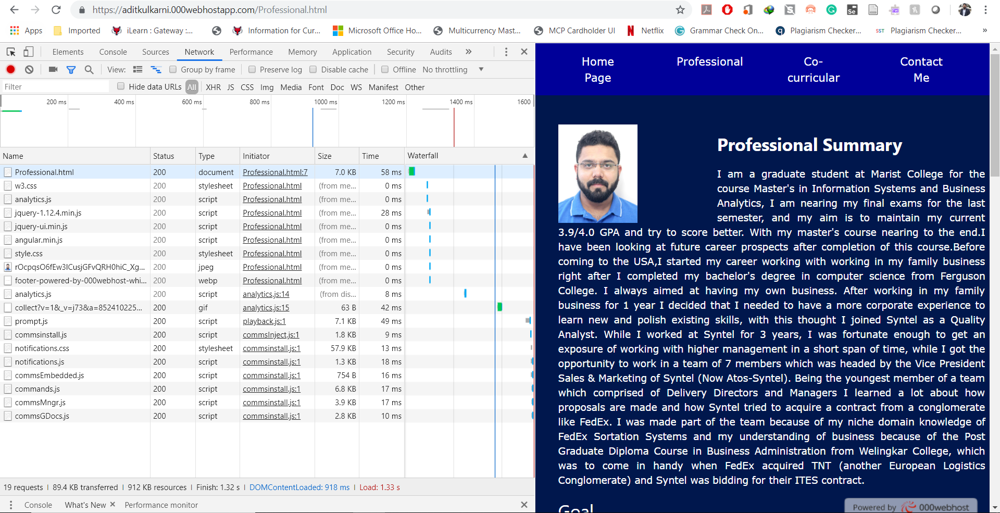 https://aditkulkarni.000webhostapp.com/Professional.html
Apps Imported iLearn : Gateway :... Information for Cur... Microsoft Office Ho... Multicurrency Mast... MCP Cardholder UI Netflix Grammar Check On... Plagiarism Checker... SST Plagiarism Checker... »
Elements Console Sources Network Performance Memory Application Security Audits »
View: Group by frame Preserve log Disable cache Offline No throttling
Filter Hide data URLs All XHR JS CSS Img Media Font Doc WS Manifest Other
200 ms 400 ms 600 ms 800 ms 1000 ms 1200 ms 1400 ms 1600
Name Status Type Initiator Size Time Waterfall
Professional.html 200 document Professional.html:7 7.0 KB 58 ms
w3.css 200 stylesheet Professional.html (from me... 0 ms
analytics.js 200 script Professional.html (from me... 0 ms
jquery-1.12.4.min.js 200 script Professional.html (from me... 28 ms
jquery-ui.min.js 200 script Professional.html (from me... 0 ms
angular.min.js 200 script Professional.html (from me... 0 ms
style.css 200 stylesheet Professional.html (from me... 0 ms
rOcpqsO6fEw3ICusjGFvQRH0hiC_Xg... 200 jpeg Professional.html (from me... 0 ms
footer-powered-by-000webhost-whi... 200 webp Professional.html (from me... 0 ms
analytics.js 200 script analytics.js:14 (from dis... 8 ms
collect?v=1&_v=j73&a=852410225... 200 gif analytics.js:15 63 B 42 ms
prompt.js 200 script playback.js:1 7.1 KB 49 ms
commsinstall.js 200 script commsInject.js:1 1.8 KB 9 ms
notifications.css 200 stylesheet commsinstall.js:1 57.9 KB 13 ms
notifications.js 200 script commsinstall.js:1 1.3 KB 18 ms
commsEmbedded.js 200 script commsinstall.js:1 754 B 16 ms
commands.js 200 script commsinstall.js:1 6.8 KB 17 ms
commsMngr.js 200 script commsinstall.js:1 3.9 KB 17 ms
commsGDocs.js 200 script commsinstall.js:1 2.8 KB 10 ms
19 requests | 89.4 KB transferred | 912 KB resources | Finish: 1.32 s | DOMContentLoaded: 918 ms | Load: 1.33 s
Console What's New Performance monitor
Home Page
Professional
Co-curricular
Contact Me
Professional Summary
I am a graduate student at Marist College for the
course Master's in Information Systems and Business
Analytics, I am nearing my final exams for the last
semester, and my aim is to maintain my current
3.9/4.0 GPA and try to score better. With my master's course nearing to the end.I
have been looking at future career prospects after completion of this course.Before
coming to the USA,I started my career working with working in my family business
right after I completed my bachelor's degree in computer science from Ferguson
College. I always aimed at having my own business. After working in my family
business for 1 year I decided that I needed to have a more corporate experience to
learn new and polish existing skills, with this thought I joined Syntel as a Quality
Analyst. While I worked at Syntel for 3 years, I was fortunate enough to get an
exposure of working with higher management in a short span of time, while I got the
opportunity to work in a team of 7 members which was headed by the Vice President
Sales & Marketing of Syntel (Now Atos-Syntel). Being the youngest member of a team
which comprised of Delivery Directors and Managers I learned a lot about how
proposals are made and how Syntel tried to acquire a contract from a conglomerate
like FedEx. I was made part of the team because of my niche domain knowledge of
FedEx Sortation Systems and my understanding of business because of the Post
Graduate Diploma Course in Business Administration from Welingkar College, which
was to come in handy when FedEx acquired TNT (another European Logistics
Conglomerate) and Syntel was bidding for their ITES contract.
Goal
Powered by 000webhost